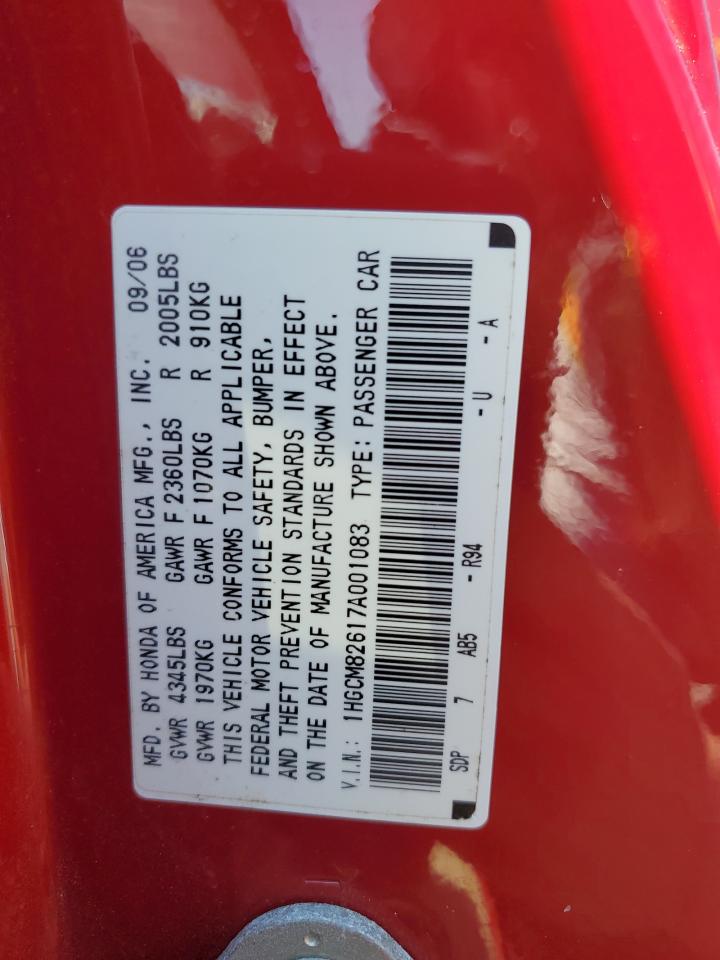 MFD. BY HONDA OF AMERICA MFG., INC. 09/06
GVWR 4345LBS GAWR F 2360LBS R 2005LBS
GVWR 1970KG GAWR F 1070KG R 910KG
THIS VEHICLE CONFORMS TO ALL APPLICABLE
FEDERAL MOTOR VEHICLE SAFETY, BUMPER,
AND THEFT PREVENTION STANDARDS IN EFFECT
ON THE DATE OF MANUFACTURE SHOWN ABOVE.
V.I.N.: 1HGCM82617A001083 TYPE: PASSENGER CAR
SDP 7 AB5 - R94 - U - A